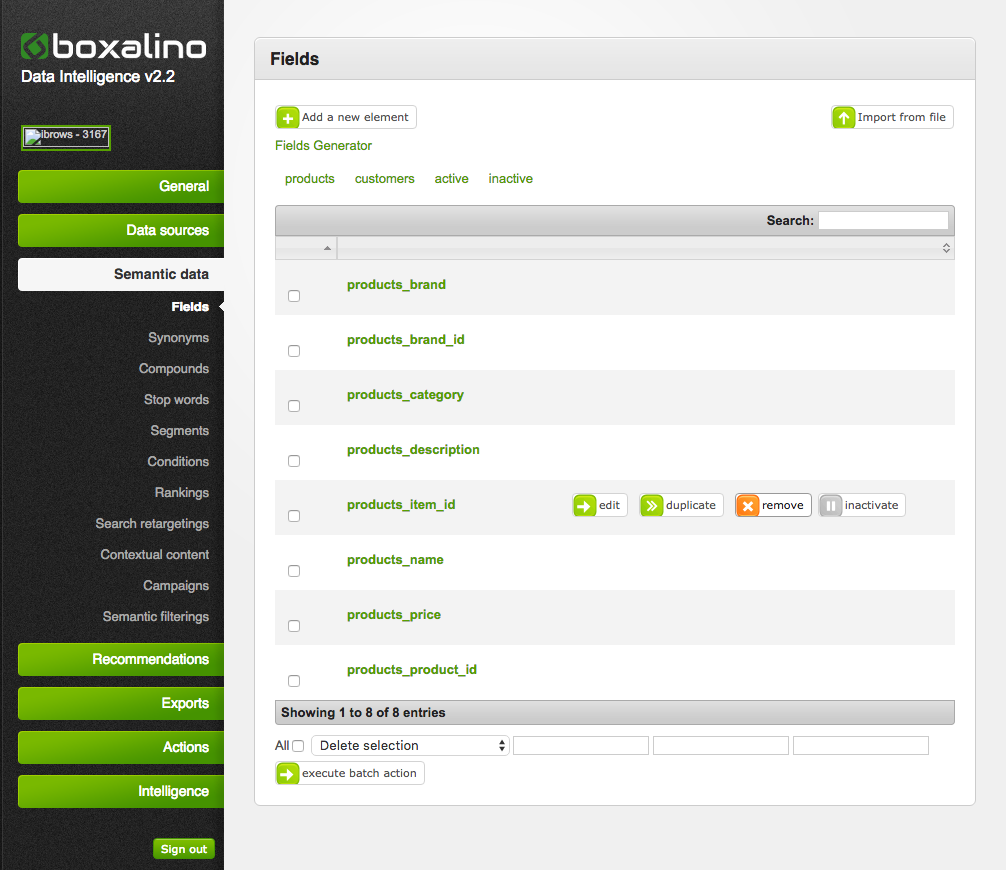 boxalino
Data Intelligence v2.2
ibrows - 3167
General
Data sources
Semantic data
Fields
Synonyms
Compounds
Stop words
Segments
Conditions
Rankings
Search retargetings
Contextual content
Campaigns
Semantic filterings
Recommendations
Exports
Actions
Intelligence
Sign out
Fields
Add a new element Import from file
Fields Generator
products customers active inactive
Search:
products_brand
products_brand_id
products_category
products_description
products_item_id edit duplicate remove inactivate
products_name
products_price
products_product_id
Showing 1 to 8 of 8 entries
All Delete selection
execute batch action